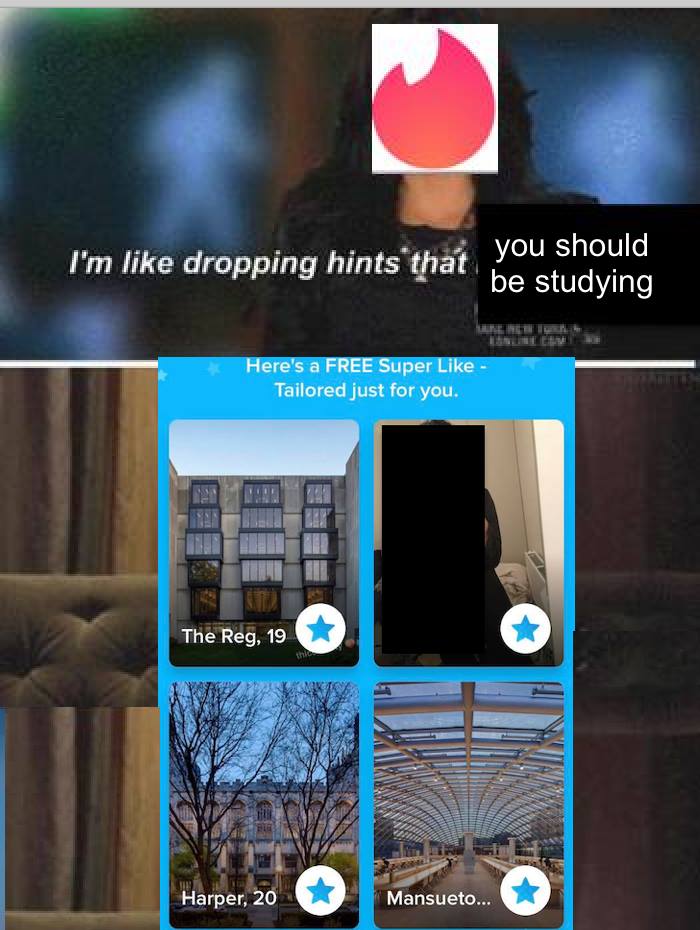 I'm like dropping hints that
you should
be studying
Here's a FREE Super Like -
Tailored just for you.
The Reg, 19
Harper, 20
Mansueto...